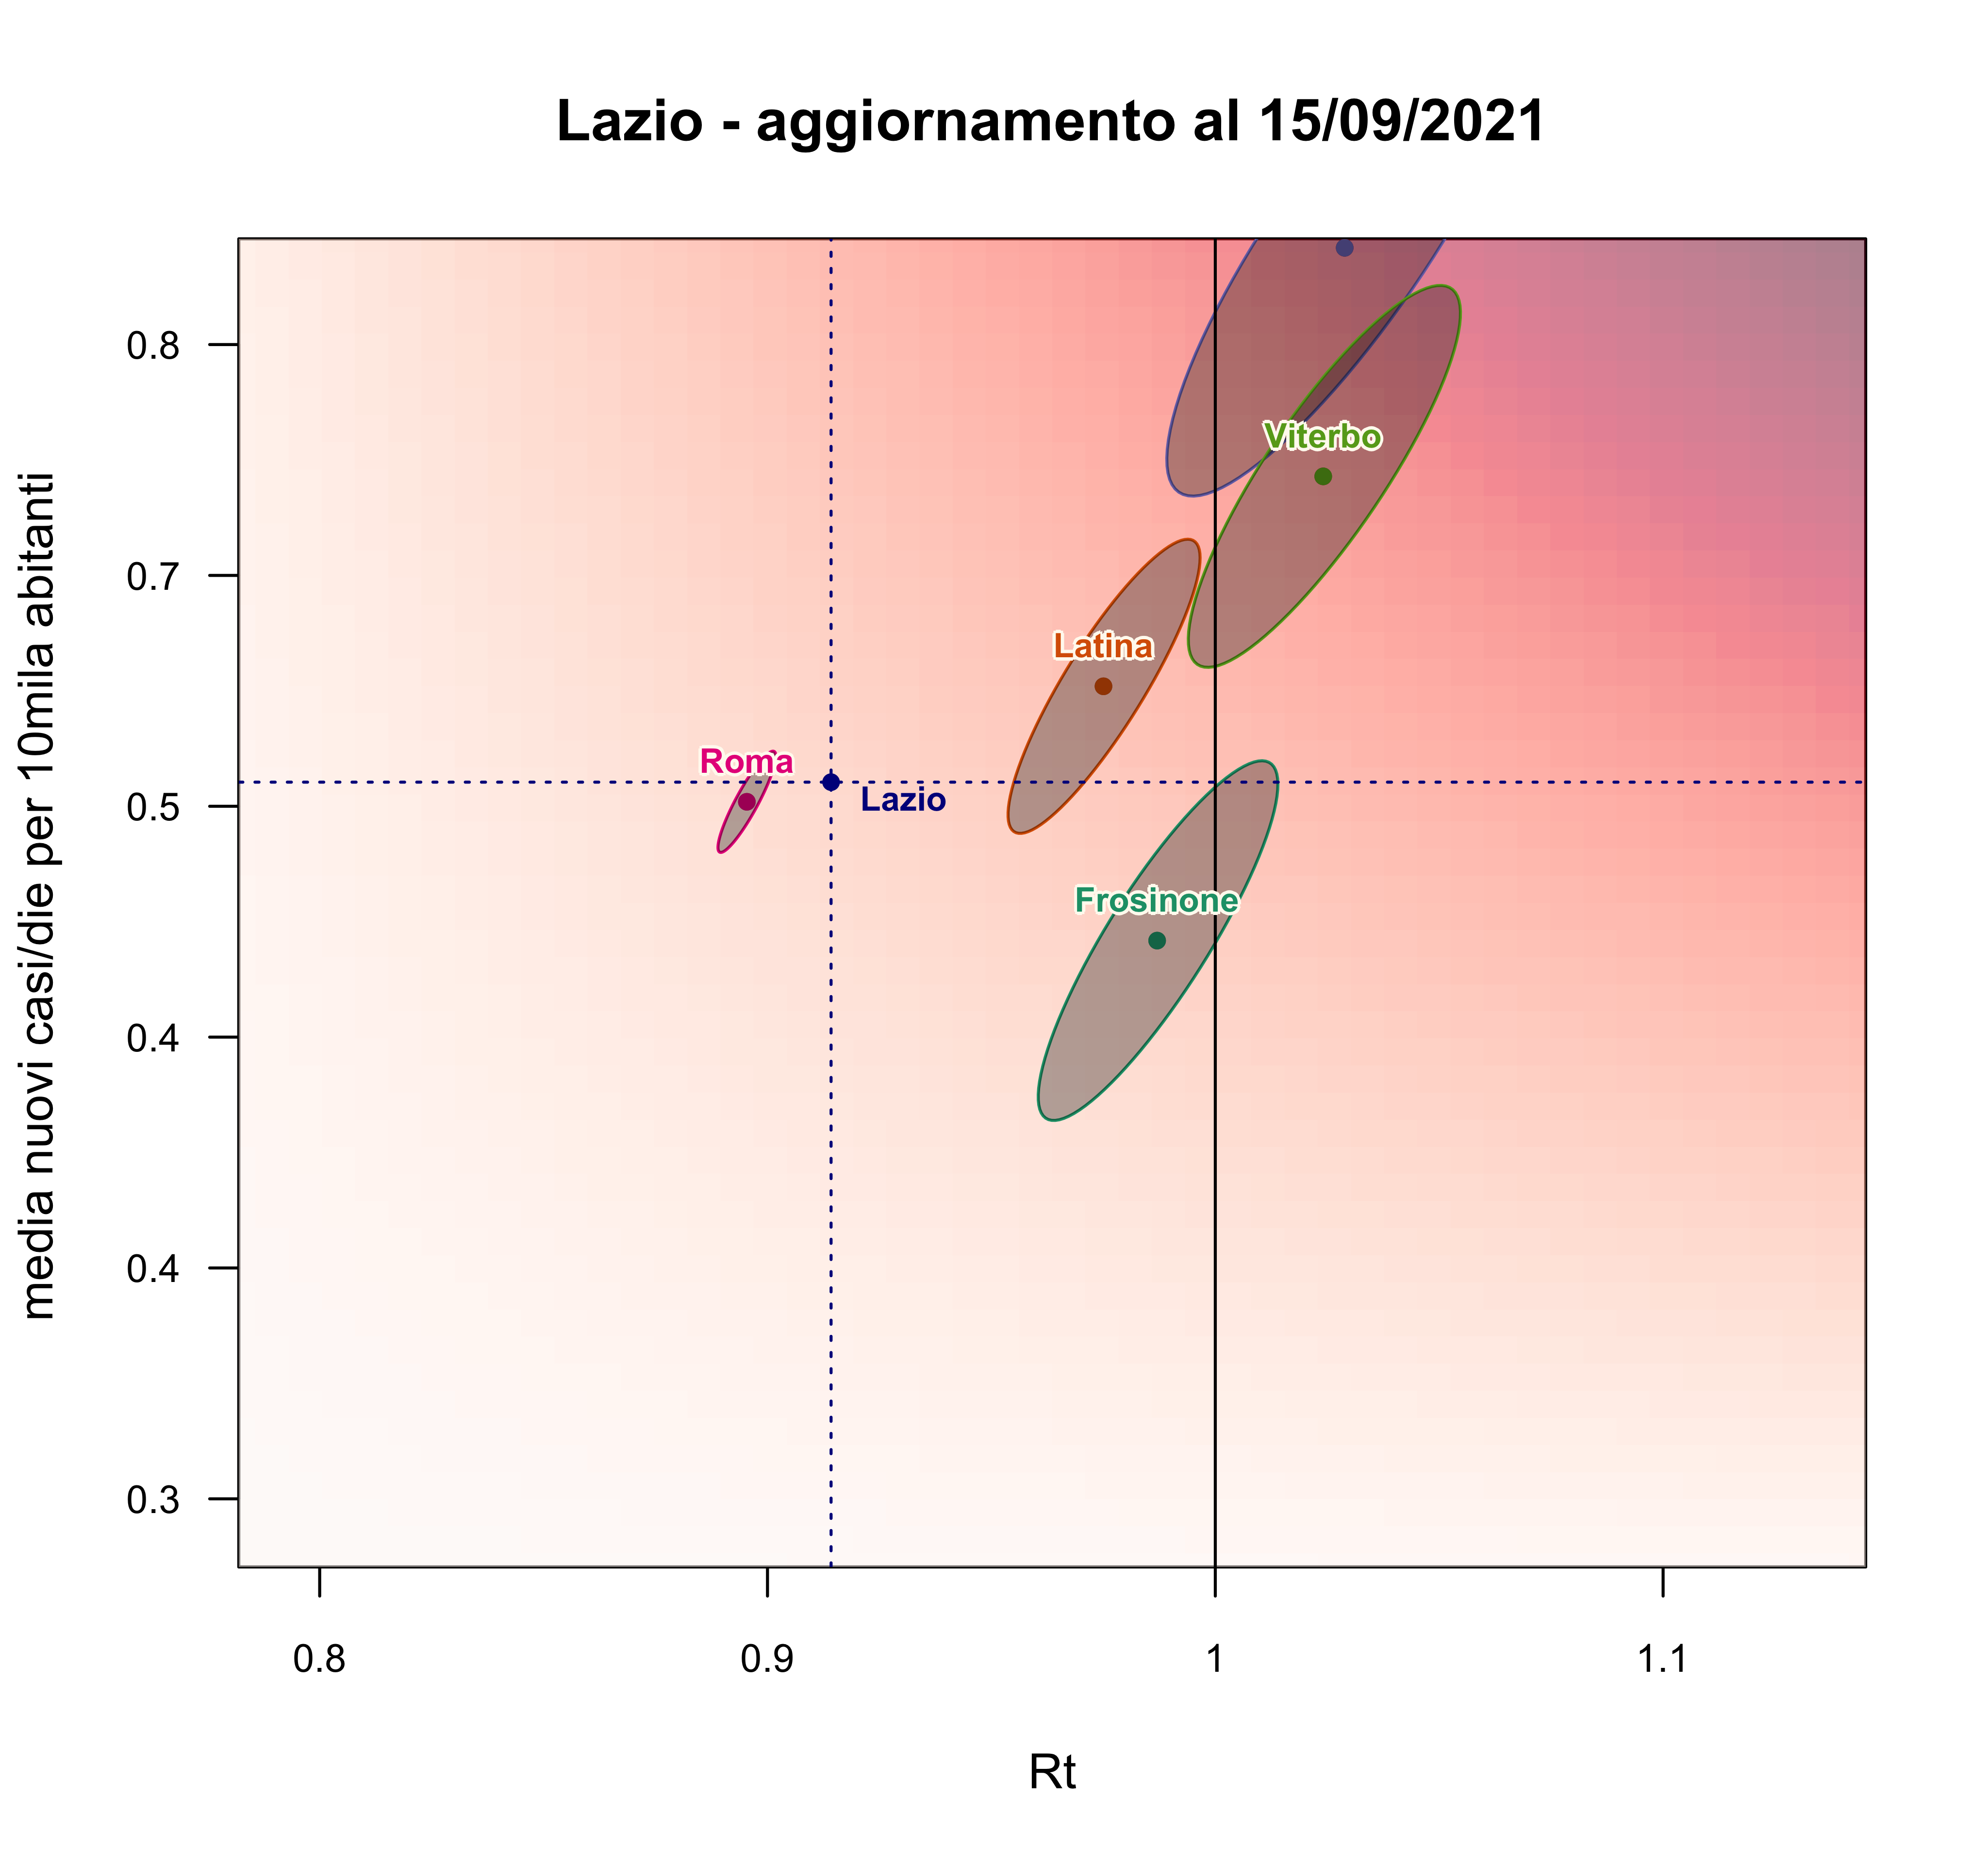 Lazio - aggiornamento al 15/09/2021
media nuovi casi/die per 10mila abitanti
0.8
0.7
0.5
0.4
0.4
0.3
Viterbo
Latina
Roma
Lazio
Frosinone
0.8
0.9
1
1.1
Rt